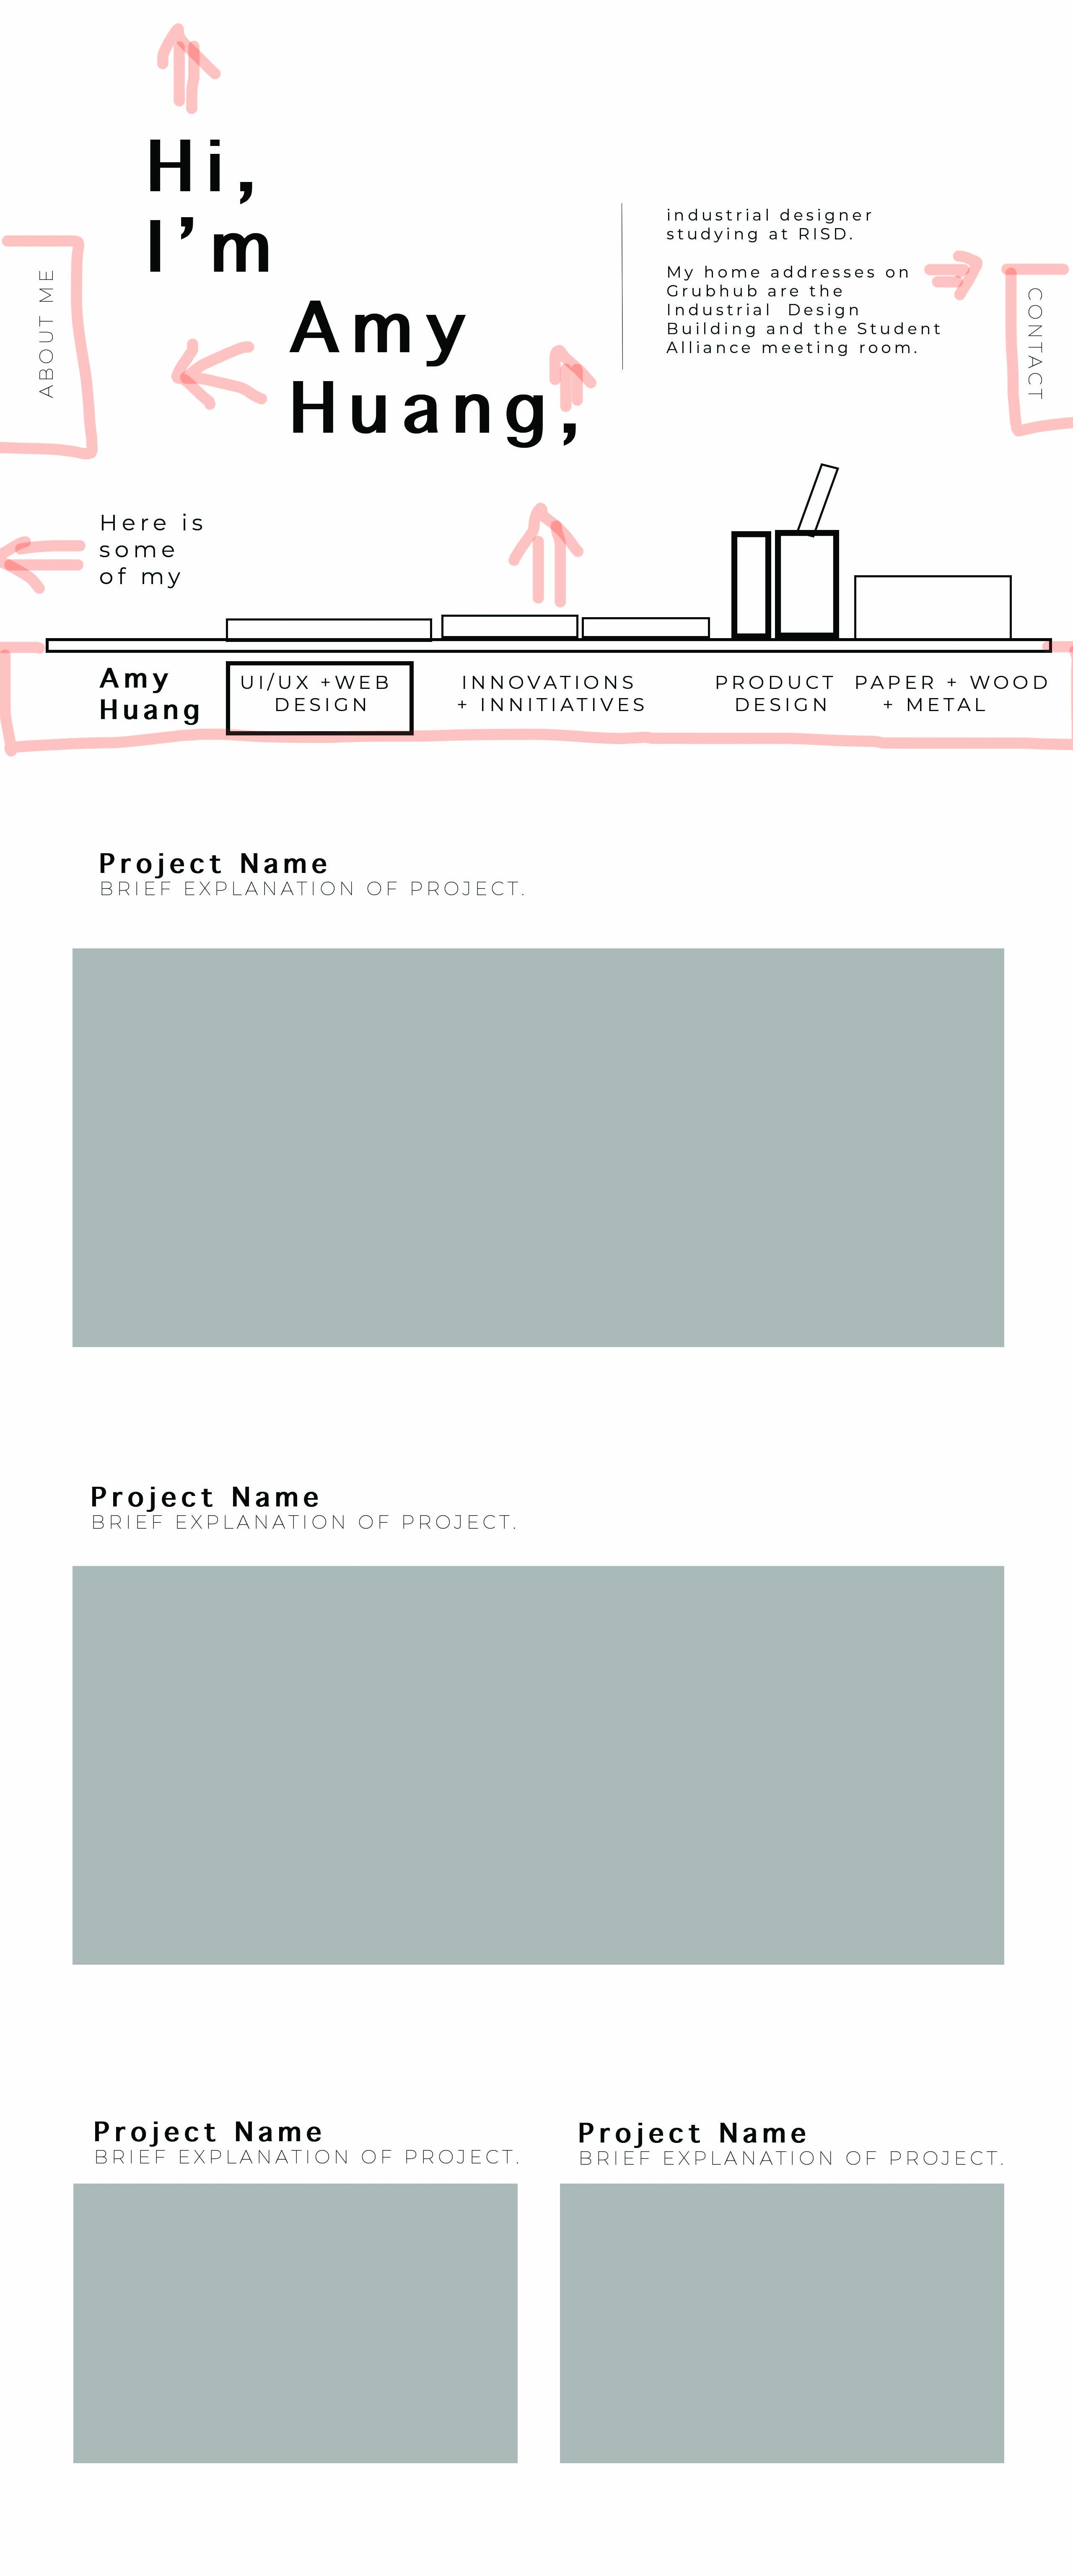 Hi,
I’m
Amy
Huang,
industrial designer
studying at RISD.
My home addresses on
Grubhub are the
Industrial Design
Building and the Student
Alliance meeting room.
ABOUT ME
CONTACT
Here is
some
of my
Amy
Huang
UI/UX +WEB
DESIGN
INNOVATIONS
+ INNITIATIVES
PRODUCT
DESIGN
PAPER + WOOD
+ METAL
Project Name
BRIEF EXPLANATION OF PROJECT.
Project Name
BRIEF EXPLANATION OF PROJECT.
Project Name
BRIEF EXPLANATION OF PROJECT.
Project Name
BRIEF EXPLANATION OF PROJECT.